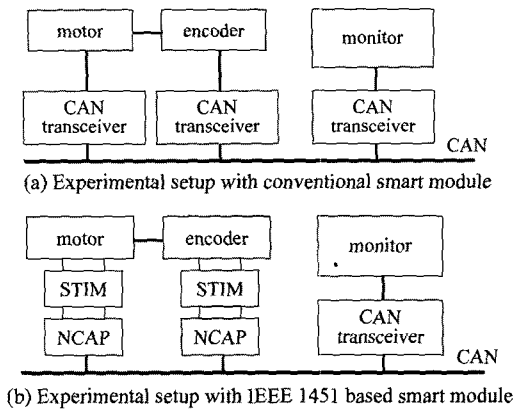 motor encoder monitor
CAN transceiver CAN transceiver CAN transceiver
CAN
(a) Experimental setup with conventional smart module
motor encoder monitor
STIM STIM
NCAP NCAP CAN transceiver
CAN
(b) Experimental setup with IEEE 1451 based smart module